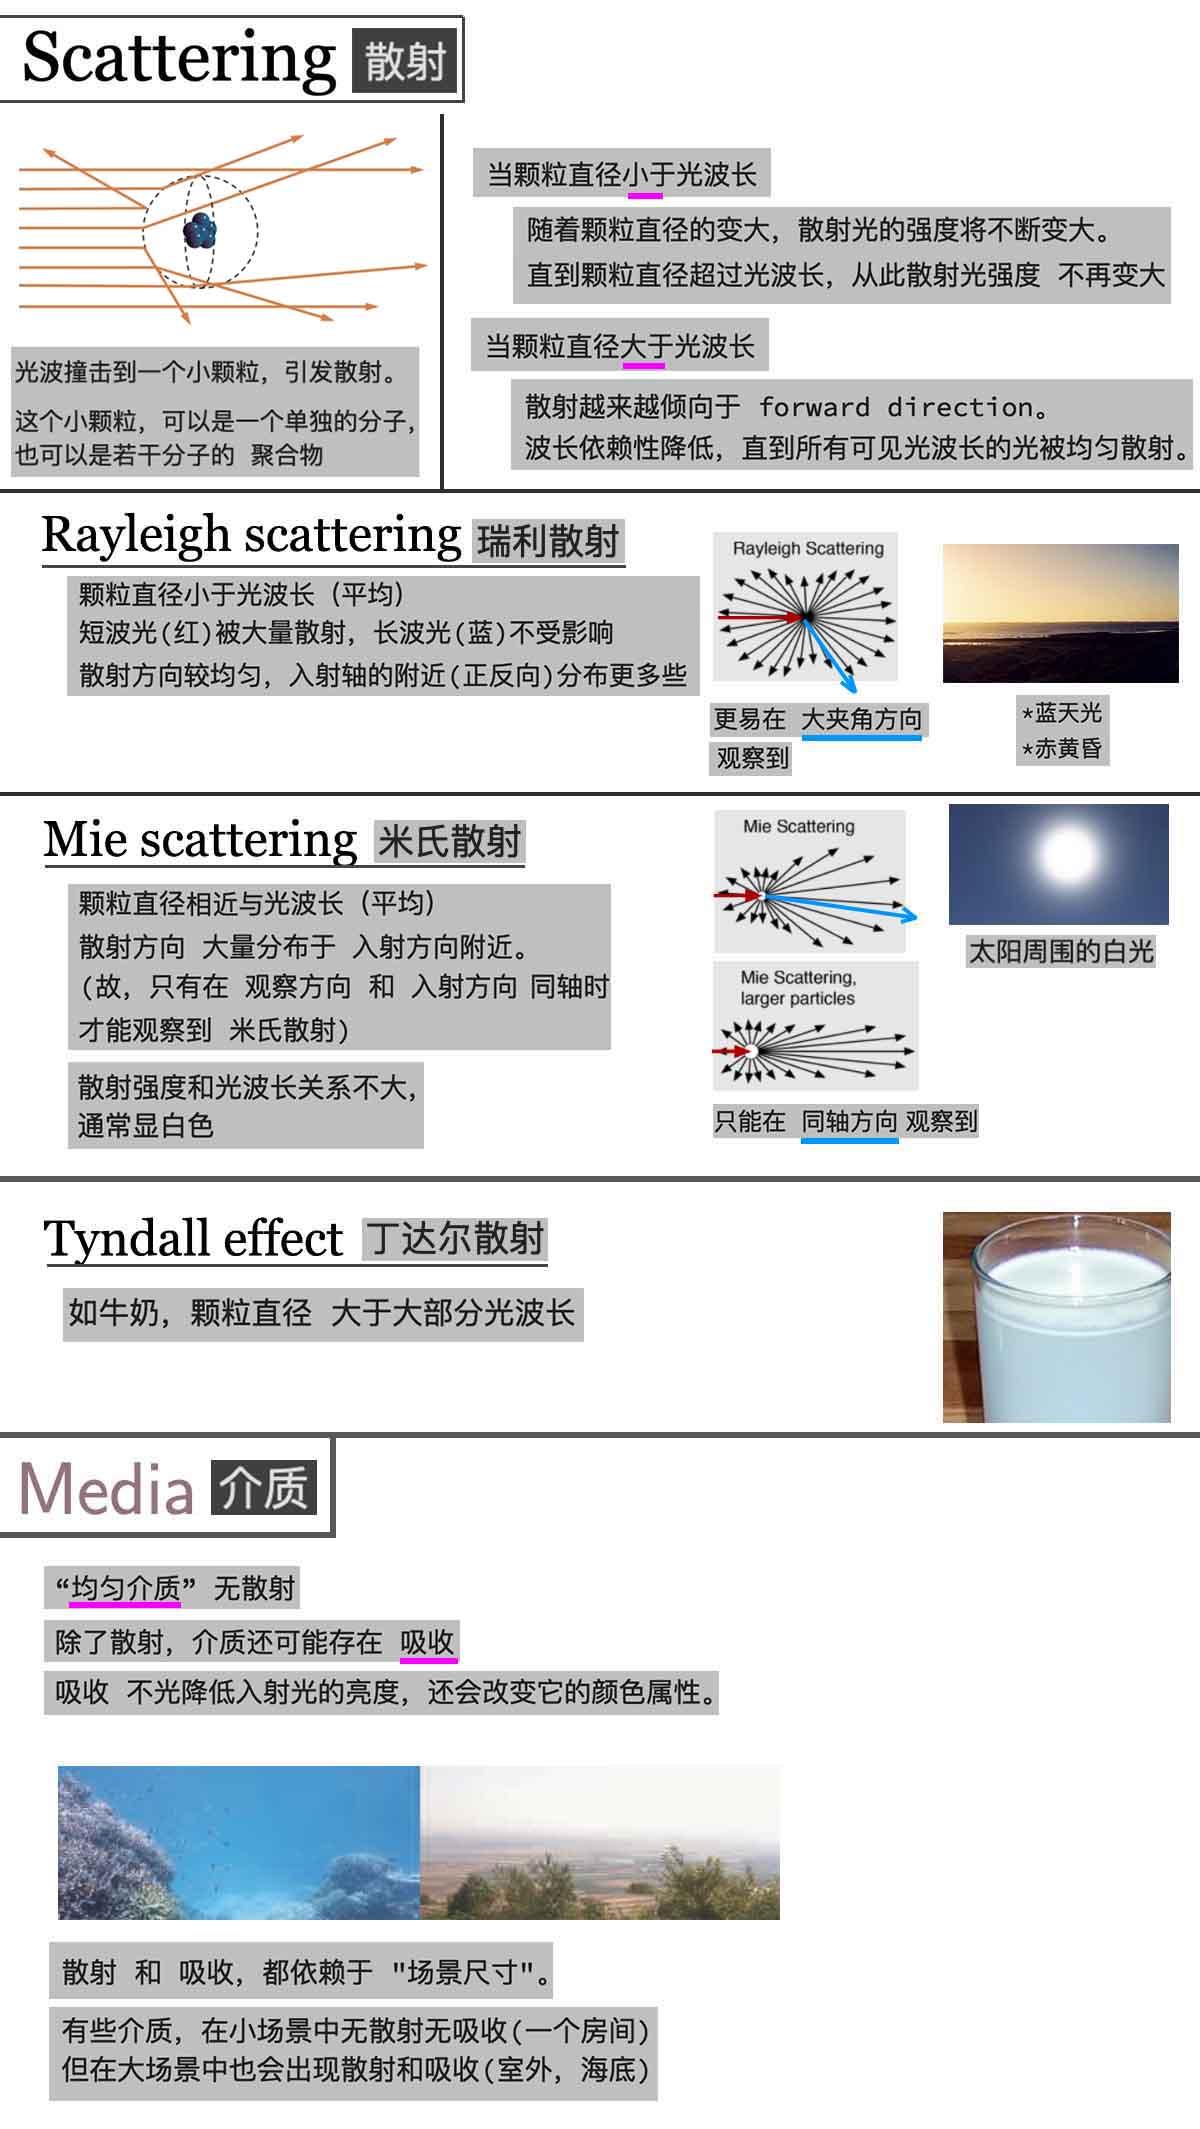 Scattering 散射
光波撞击到一个小颗粒，引发散射。
这个小颗粒，可以是一个单独的分子，
也可以是若干分子的 聚合物
当颗粒直径小于光波长
随着颗粒直径的变大，散射光的强度将不断变大。
直到颗粒直径超过光波长，从此散射光强度 不再变大
当颗粒直径大于光波长
散射越来越倾向于 forward direction。
波长依赖性降低，直到所有可见光波长的光被均匀散射。
Rayleigh scattering 瑞利散射
颗粒直径小于光波长（平均）
短波光(红)被大量散射，长波光(蓝)不受影响
散射方向较均匀，入射轴的附近(正反向)分布更多些
Rayleigh Scattering
更易在 大夹角方向
观察到
*蓝天光
*赤黄昏
Mie scattering 米氏散射
颗粒直径相近与光波长（平均）
散射方向 大量分布于 入射方向附近。
(故，只有在 观察方向 和 入射方向 同轴时
才能观察到 米氏散射)
散射强度和光波长关系不大，
通常显白色
Mie Scattering
Mie Scattering,
larger particles
只能在 同轴方向 观察到
太阳周围的白光
Tyndall effect 丁达尔散射
如牛奶，颗粒直径 大于大部分光波长
Media 介质
“均匀介质” 无散射
除了散射，介质还可能存在 吸收
吸收 不光降低入射光的亮度，还会改变它的颜色属性。
散射 和 吸收，都依赖于 "场景尺寸"。
有些介质，在小场景中无散射无吸收(一个房间)
但在大场景中也会出现散射和吸收(室外，海底)